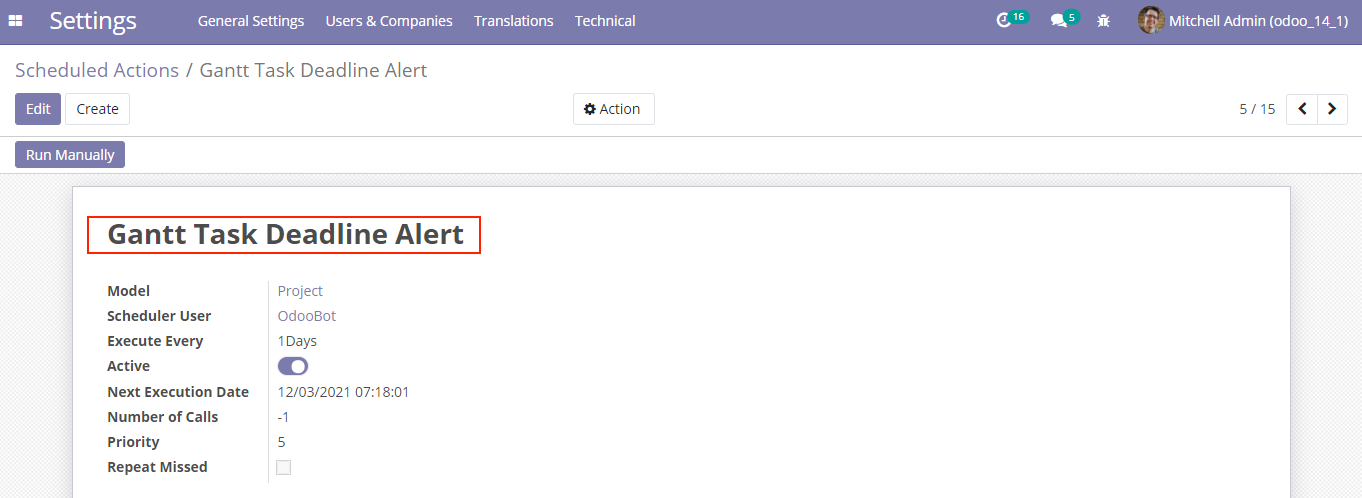 Settings General Settings Users & Companies Translations Technical 16 5 Mitchell Admin (odoo_14_1)
Scheduled Actions / Gantt Task Deadline Alert
Edit Create Action 5 / 15
Run Manually
Gantt Task Deadline Alert
Model Project
Scheduler User OdooBot
Execute Every 1Days
Active
Next Execution Date 12/03/2021 07:18:01
Number of Calls -1
Priority 5
Repeat Missed